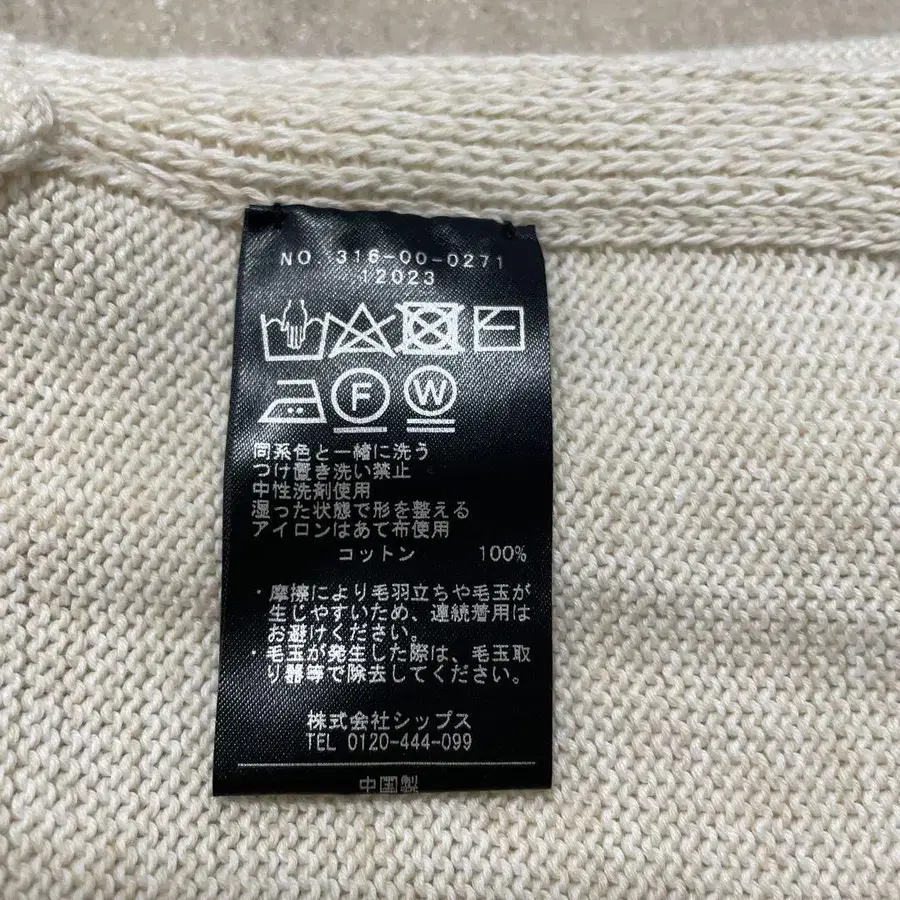 NO 316-00-0271
12023
F W
同系色と一緒に洗う
つけ置き洗い禁止
中性洗剤使用
湿った状態で形を整える
アイロンはあて布使用
コットン 100%
・摩擦により毛羽立ちや毛玉が
生じやすいため、連続着用は
お避けください。
・毛玉が発生した際は、毛玉取
り器等で除去してください。
株式会社シップス
TEL 0120-444-099
中国製